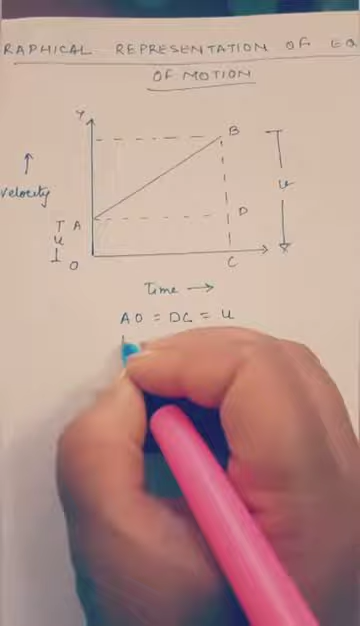 RAPHICAL REPRESENTATION OF EQ
OF MOTION
Y
B
velocity
A
u
D
O
C
Time
AO = DC = u